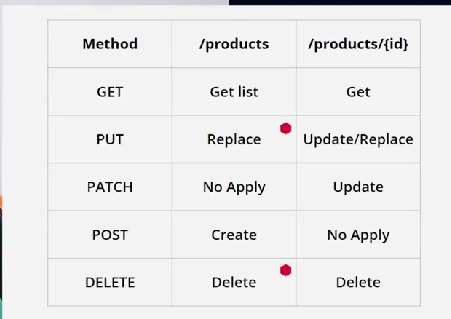 Method /products /products/{id}
GET Get list Get
PUT Replace Update/Replace
PATCH No Apply Update
POST Create No Apply
DELETE Delete Delete